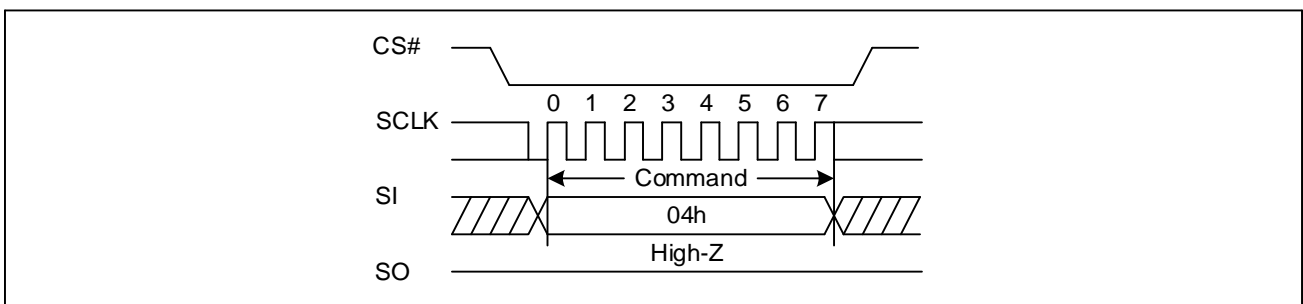 CS#
0 1 2 3 4 5 6 7
SCLK
Command
SI
04h
High-Z
SO